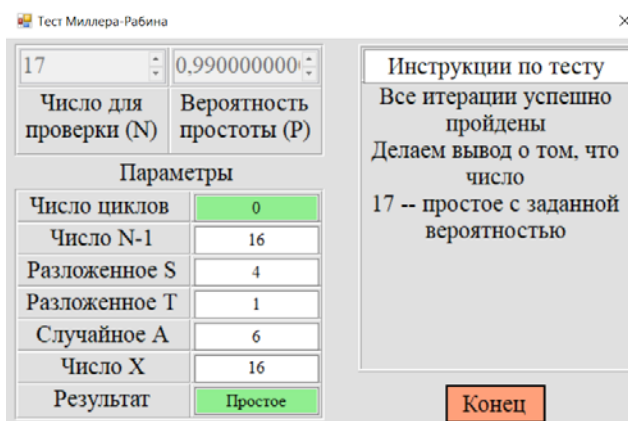 Тест Миллера-Рабина
17
0,990000000
Число для
проверки (N)
Вероятность
простоты (P)
Параметры
Число циклов
0
Число N-1
16
Разложенное S
4
Разложенное T
1
Случайное A
6
Число X
16
Результат
Простое
Инструкции по тесту
Все итерации успешно
пройдены
Делаем вывод о том, что
число
17 -- простое с заданной
вероятностью
Конец